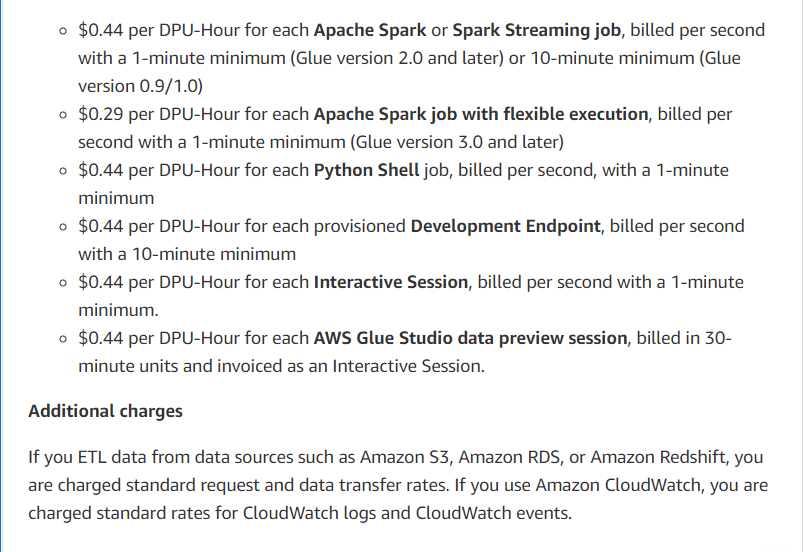 $0.44 per DPU-Hour for each Apache Spark or Spark Streaming job, billed per second
with a 1-minute minimum (Glue version 2.0 and later) or 10-minute minimum (Glue
version 0.9/1.0)
$0.29 per DPU-Hour for each Apache Spark job with flexible execution, billed per
second with a 1-minute minimum (Glue version 3.0 and later)
$0.44 per DPU-Hour for each Python Shell job, billed per second, with a 1-minute
minimum
$0.44 per DPU-Hour for each provisioned Development Endpoint, billed per second
with a 10-minute minimum
$0.44 per DPU-Hour for each Interactive Session, billed per second with a 1-minute
minimum.
$0.44 per DPU-Hour for each AWS Glue Studio data preview session, billed in 30-
minute units and invoiced as an Interactive Session.
Additional charges
If you ETL data from data sources such as Amazon S3, Amazon RDS, or Amazon Redshift, you
are charged standard request and data transfer rates. If you use Amazon CloudWatch, you are
charged standard rates for CloudWatch logs and CloudWatch events.